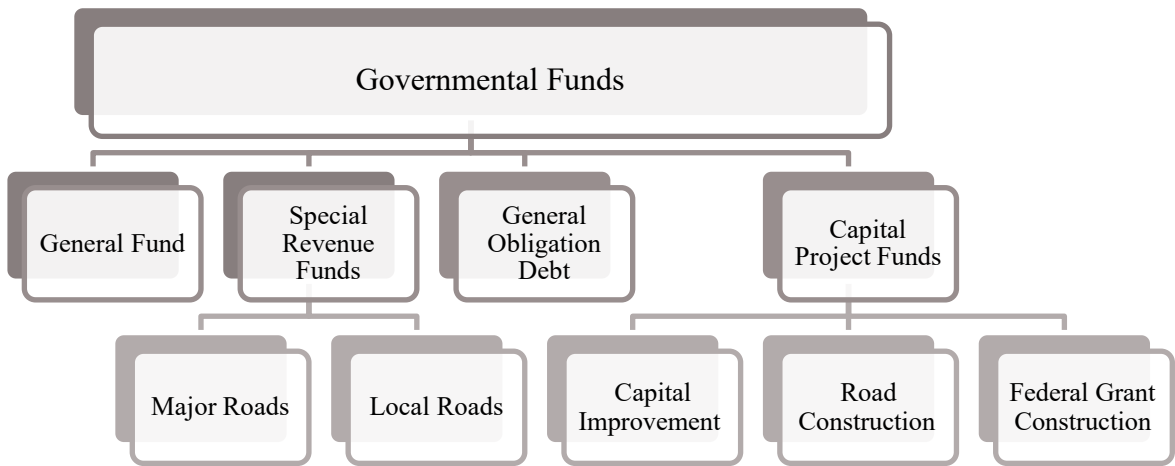 Governmental Funds
General Fund
Special
Revenue
Funds
General
Obligation
Debt
Capital
Project Funds
Major Roads
Local Roads
Capital
Improvement
Road
Construction
Federal Grant
Construction